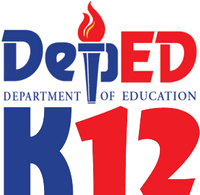 DepED
DEPARTMENT OF EDUCATION
K12